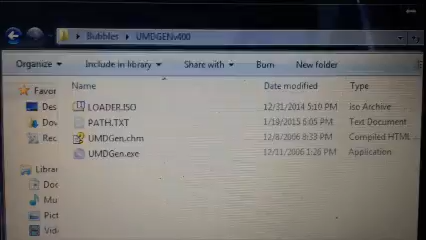 Bubbles ▸ UMDGENv400
Organize Include in library Share with Burn New folder
Name Date modified Type
Favor
Des
Dov
Rec
Librar
Doc
Mu
Pict
Vide
LOADER.ISO 12/31/2014 5:10 PM iso Archive
PATH.TXT 1/19/2015 6:05 PM Text Document
UMDGen.chm 12/8/2006 8:33 PM Compiled HTML...
UMDGen.exe 12/11/2006 1:26 PM Application